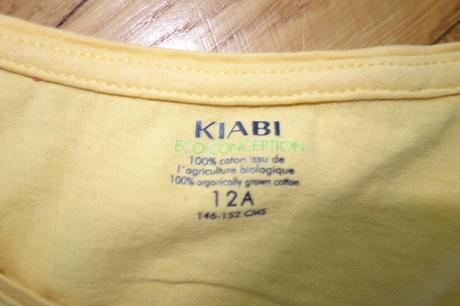 KIABI
ECO CONCEPTION
100% coton issu de
l'agriculture biologique
100% organically grown cotton
12A
146-152 CMS